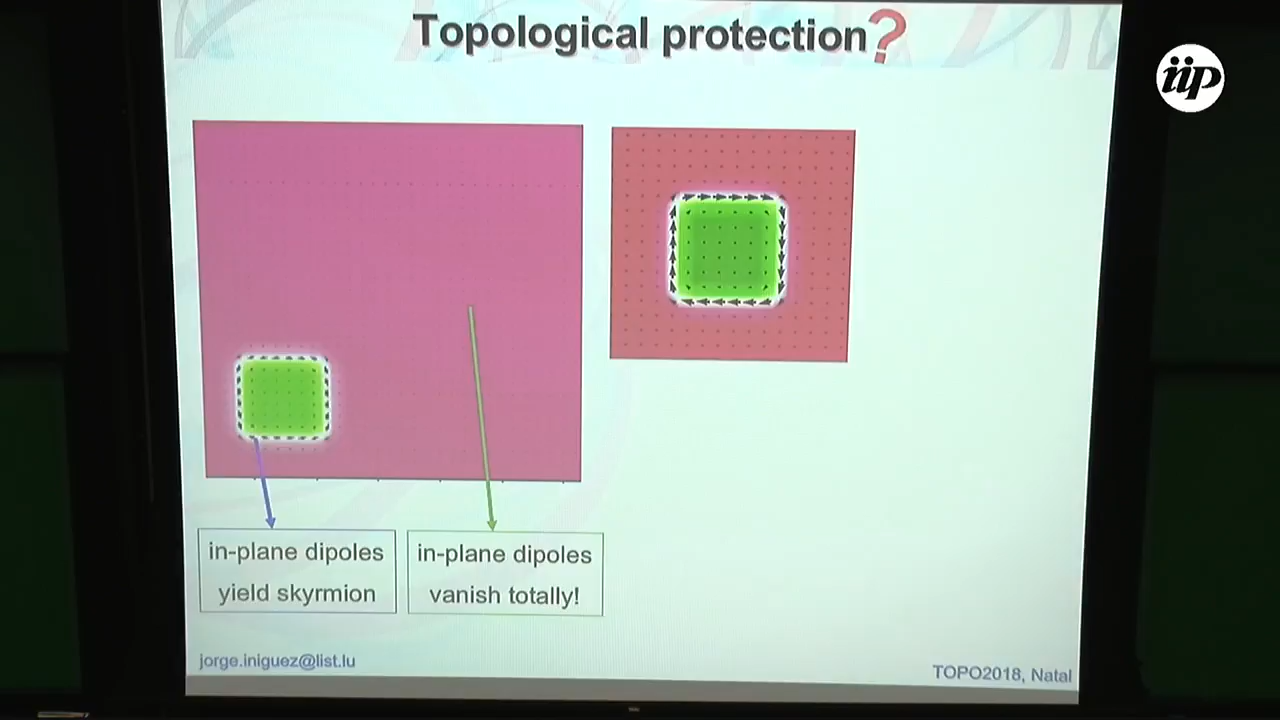 Topological protection?
iip
in-plane dipoles
yield skyrmion
in-plane dipoles
vanish totally!
jorge.iniguez@list.lu
TOPO2018, Natal